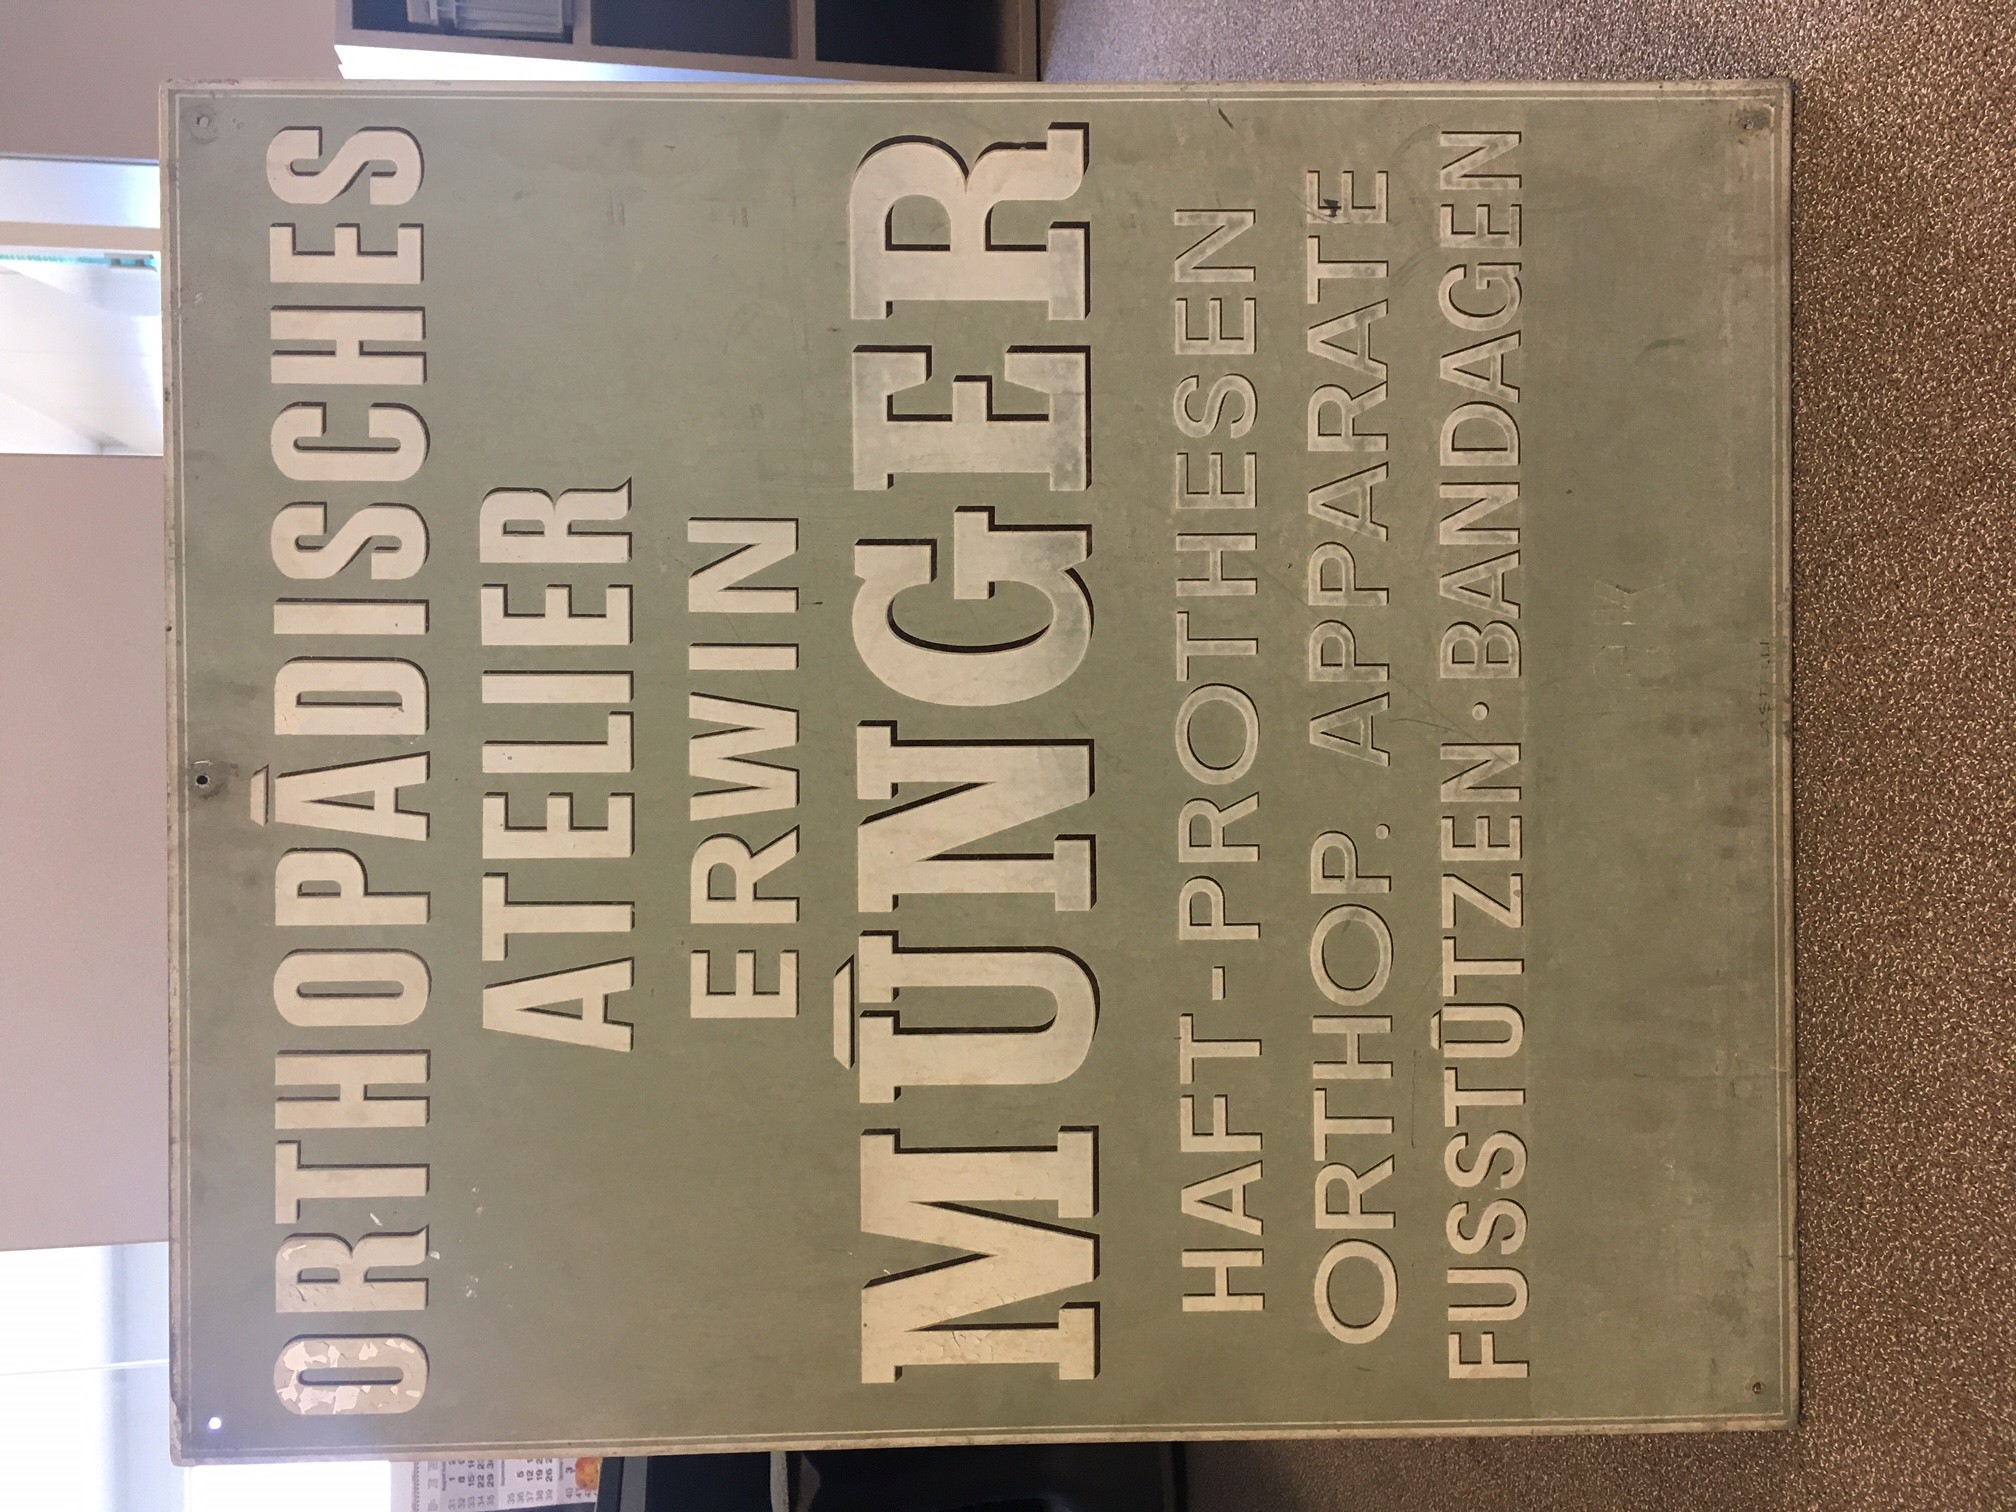 ORTHOPÄDISCHES
ATELIER
ERWIN
MÜNGER
HAFT-PROTHESEN
ORTHOP. APPARATE
FUSSTÜTZEN·BANDAGEN